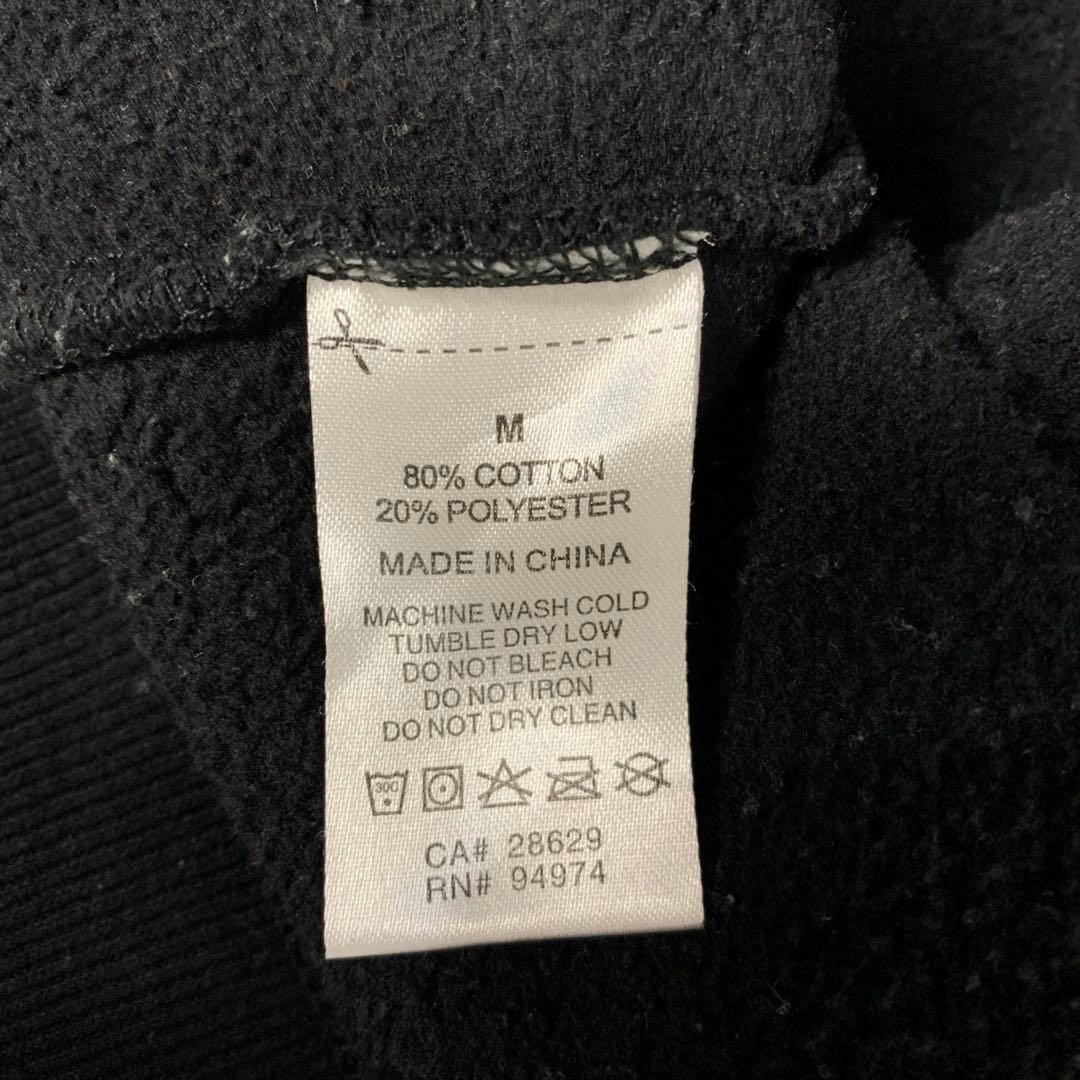 M
80% COTTON
20% POLYESTER
MADE IN CHINA
MACHINE WASH COLD
TUMBLE DRY LOW
DO NOT BLEACH
DO NOT IRON
DO NOT DRY CLEAN
30C
CA# 28629
RN# 94974